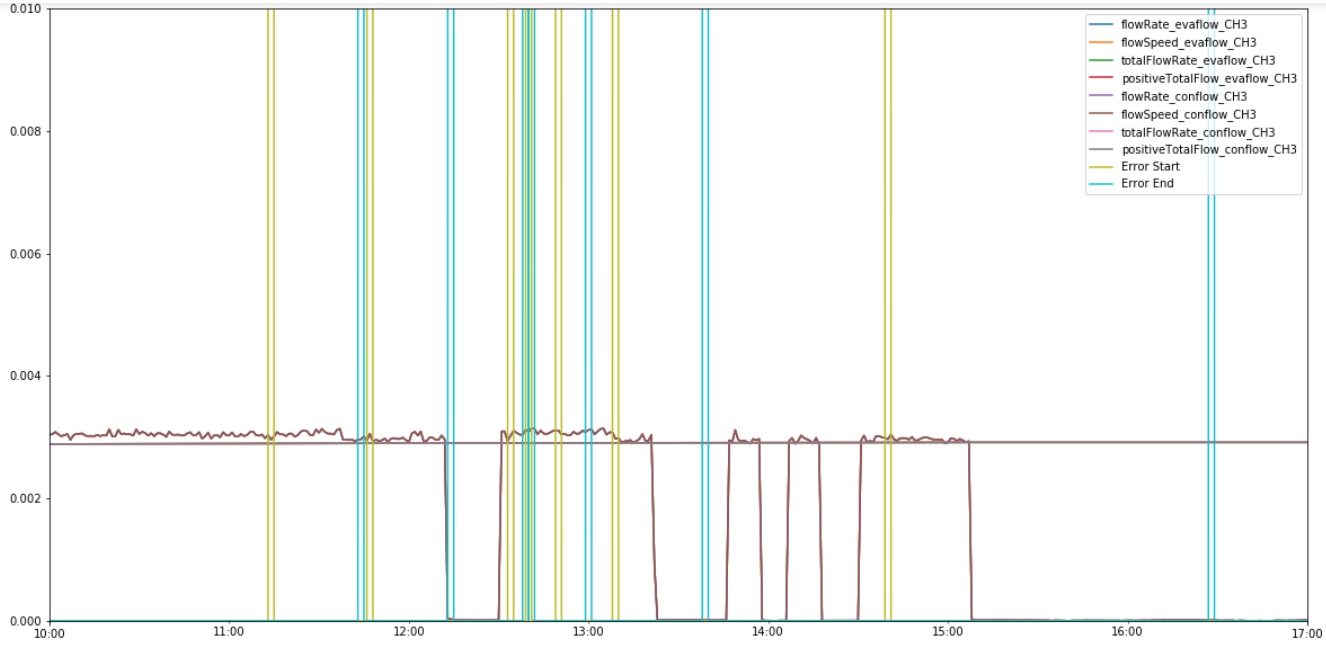 0.010
0.008
0.006
0.004
0.002
0.000
10:00
11:00
12:00
13:00
14:00
15:00
16:00
17:00
flowRate_evaflow_CH3
flowSpeed_evaflow_CH3
totalFlowRate_evaflow_CH3
positiveTotalFlow_evaflow_CH3
flowRate_conflow_CH3
flowSpeed_conflow_CH3
totalFlowRate_conflow_CH3
positiveTotalFlow_conflow_CH3
Error Start
Error End